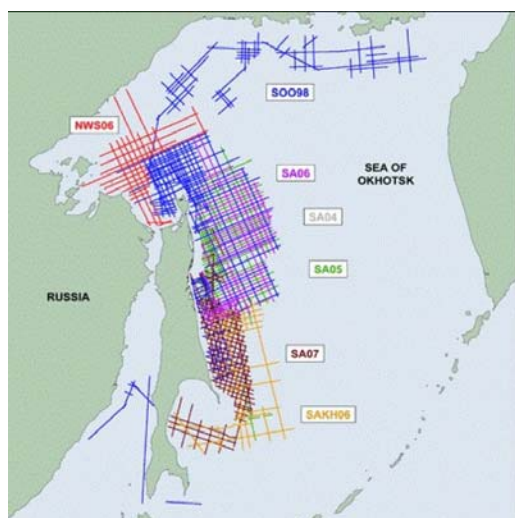 SOO98
NWS06
SEA OF
OKHOTSK
SA06
SA04
SA05
RUSSIA
SA07
SAKH06